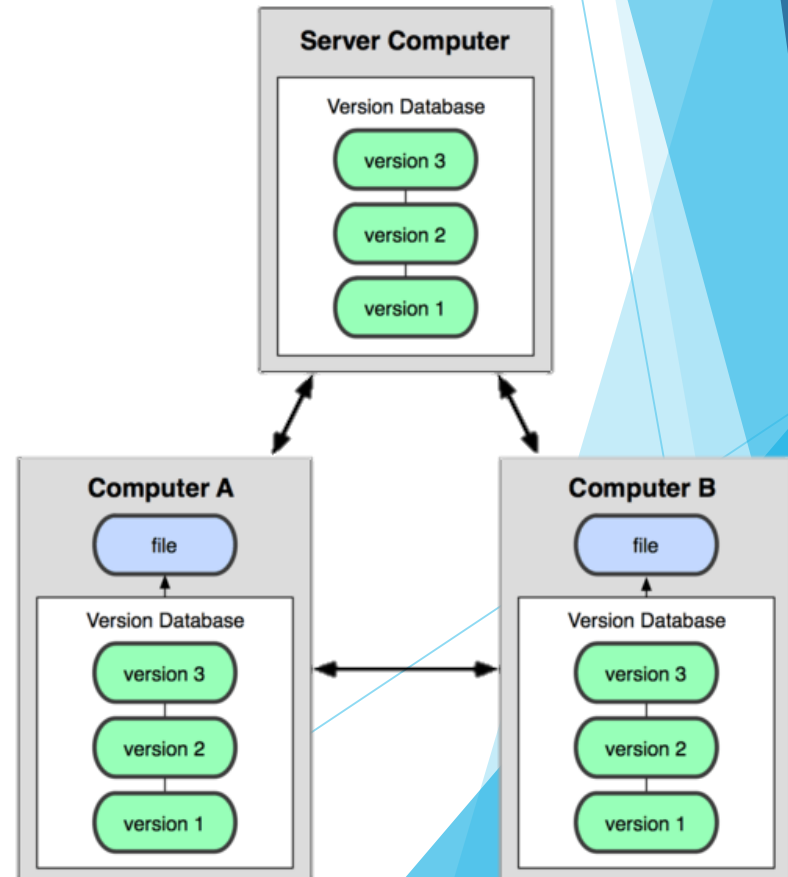 Server Computer
Version Database
version 3
version 2
version 1
Computer A
file
Version Database
version 3
version 2
version 1
Computer B
file
Version Database
version 3
version 2
version 1